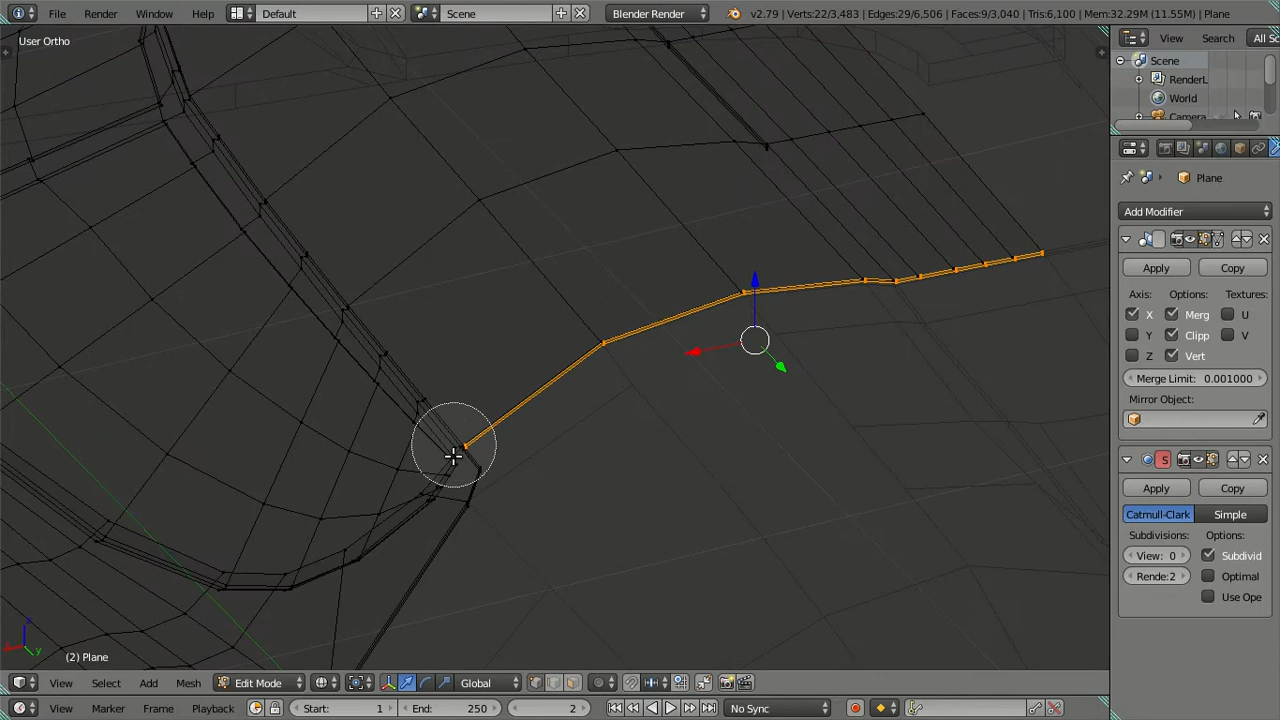 File Render Window Help Default Scene Blender Render v2.79 | Verts:22/3,483 | Edges:29/6,506 | Faces:9/3,040 | Tris:6,100 | Mem:32.29M (11.55M) | Plane
User Ortho
View Search All Sc
Scene
RenderL
World
Camera
Plane
Add Modifier
Apply Copy
Axis: Options: Textures:
X Merg U
Y Clipp V
Z Vert
Merge Limit: 0.001000
Mirror Object:
S
Apply Copy
Catmull-Clark Simple
Subdivisions: Options:
View: 0 Subdivid
Rende:2 Optimal
Use Ope
z
x y
(2) Plane
View Select Add Mesh Edit Mode Global
View Marker Frame Playback Start: 1 End: 250 2 No Sync